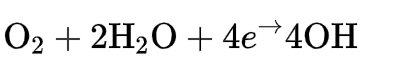 O₂ + 2H₂O + 4e→4OH